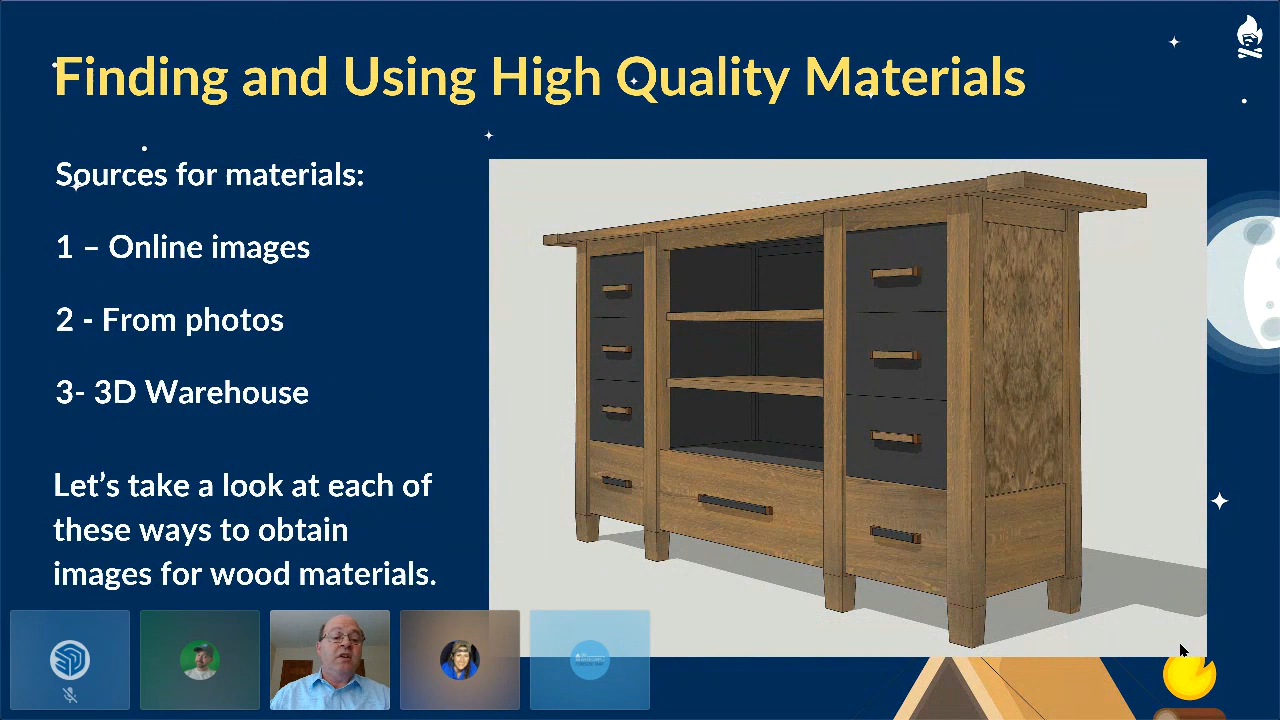 Finding and Using High Quality Materials
Sources for materials:
1 – Online images
2 - From photos
3- 3D Warehouse
Let’s take a look at each of
these ways to obtain
images for wood materials.